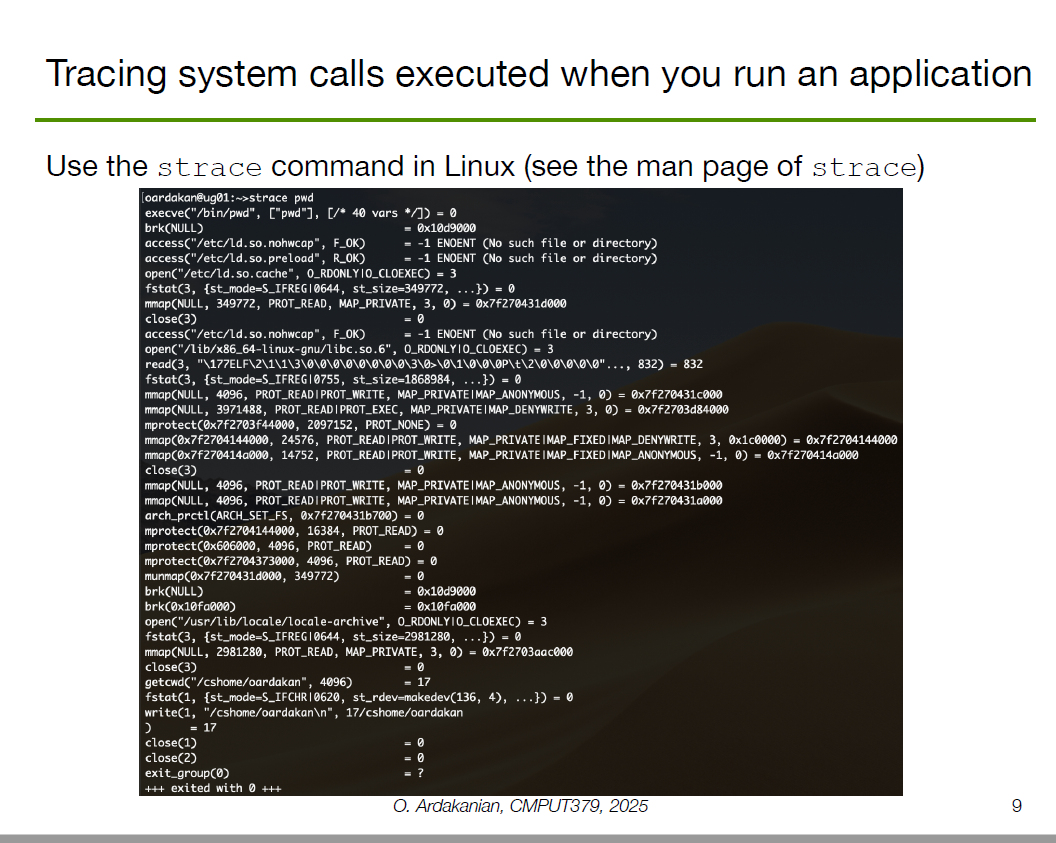 Tracing system calls executed when you run an application
Use the strace command in Linux (see the man page of strace)
[oardakan@ug01:~>strace pwd
execve("/bin/pwd", ["pwd"], [/* 40 vars */]) = 0
brk(NULL)                               = 0x10d9000
access("/etc/ld.so.nohwcap", F_OK)      = -1 ENOENT (No such file or directory)
access("/etc/ld.so.preload", R_OK)      = -1 ENOENT (No such file or directory)
open("/etc/ld.so.cache", O_RDONLY|O_CLOEXEC) = 3
fstat(3, {st_mode=S_IFREG|0644, st_size=349772, ...}) = 0
mmap(NULL, 349772, PROT_READ, MAP_PRIVATE, 3, 0) = 0x7f270431d000
close(3)                                = 0
access("/etc/ld.so.nohwcap", F_OK)      = -1 ENOENT (No such file or directory)
open("/lib/x86_64-linux-gnu/libc.so.6", O_RDONLY|O_CLOEXEC) = 3
read(3, "\177ELF\2\1\1\3\0\0\0\0\0\0\0\0\3\0>\0\1\0\0\0P\t\2\0\0\0\0\0"..., 832) = 832
fstat(3, {st_mode=S_IFREG|0755, st_size=1868984, ...}) = 0
mmap(NULL, 4096, PROT_READ|PROT_WRITE, MAP_PRIVATE|MAP_ANONYMOUS, -1, 0) = 0x7f270431c000
mmap(NULL, 3971488, PROT_READ|PROT_EXEC, MAP_PRIVATE|MAP_DENYWRITE, 3, 0) = 0x7f2703d84000
mprotect(0x7f2703f44000, 2097152, PROT_NONE) = 0
mmap(0x7f2704144000, 24576, PROT_READ|PROT_WRITE, MAP_PRIVATE|MAP_FIXED|MAP_DENYWRITE, 3, 0x1c0000) = 0x7f2704144000
mmap(0x7f270414a000, 14752, PROT_READ|PROT_WRITE, MAP_PRIVATE|MAP_FIXED|MAP_ANONYMOUS, -1, 0) = 0x7f270414a000
close(3)                                = 0
mmap(NULL, 4096, PROT_READ|PROT_WRITE, MAP_PRIVATE|MAP_ANONYMOUS, -1, 0) = 0x7f270431b000
mmap(NULL, 4096, PROT_READ|PROT_WRITE, MAP_PRIVATE|MAP_ANONYMOUS, -1, 0) = 0x7f270431a000
arch_prctl(ARCH_SET_FS, 0x7f270431b700) = 0
mprotect(0x7f2704144000, 16384, PROT_READ) = 0
mprotect(0x606000, 4096, PROT_READ)     = 0
mprotect(0x7f2704373000, 4096, PROT_READ) = 0
munmap(0x7f270431d000, 349772)          = 0
brk(NULL)                               = 0x10d9000
brk(0x10fa000)                          = 0x10fa000
open("/usr/lib/locale/locale-archive", O_RDONLY|O_CLOEXEC) = 3
fstat(3, {st_mode=S_IFREG|0644, st_size=2981280, ...}) = 0
mmap(NULL, 2981280, PROT_READ, MAP_PRIVATE, 3, 0) = 0x7f2703aac000
close(3)                                = 0
getcwd("/cshome/oardakan", 4096)        = 17
fstat(1, {st_mode=S_IFCHR|0620, st_rdev=makedev(136, 4), ...}) = 0
write(1, "/cshome/oardakan\n", 17/cshome/oardakan
)      = 17
close(1)                                = 0
close(2)                                = 0
exit_group(0)                           = ?
+++ exited with 0 +++
O. Ardakanian, CMPUT379, 2025
9